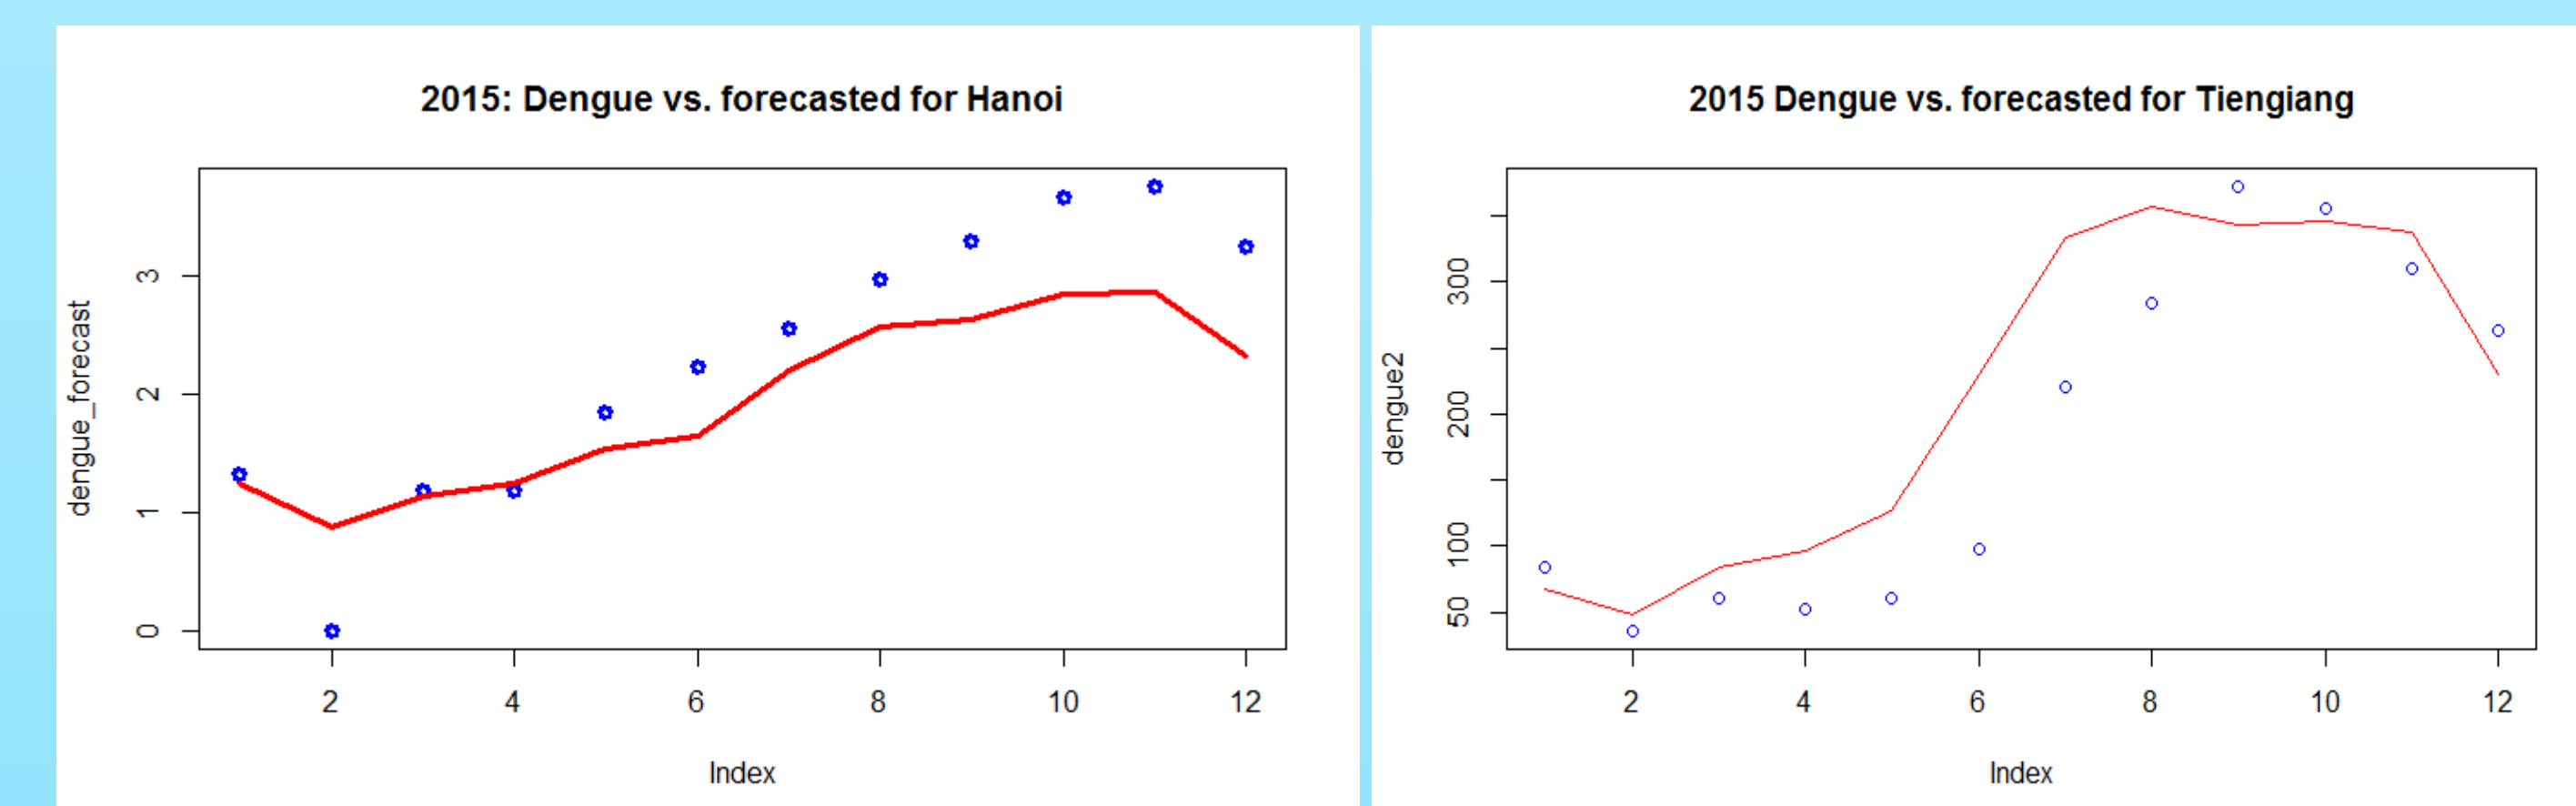 2015: Dengue vs. forecasted for Hanoi
dengue_forecast
3
2
1
0
2 4 6 8 10 12
Index
2015 Dengue vs. forecasted for Tiengiang
dengue2
300
200
100
50
2 4 6 8 10 12
Index